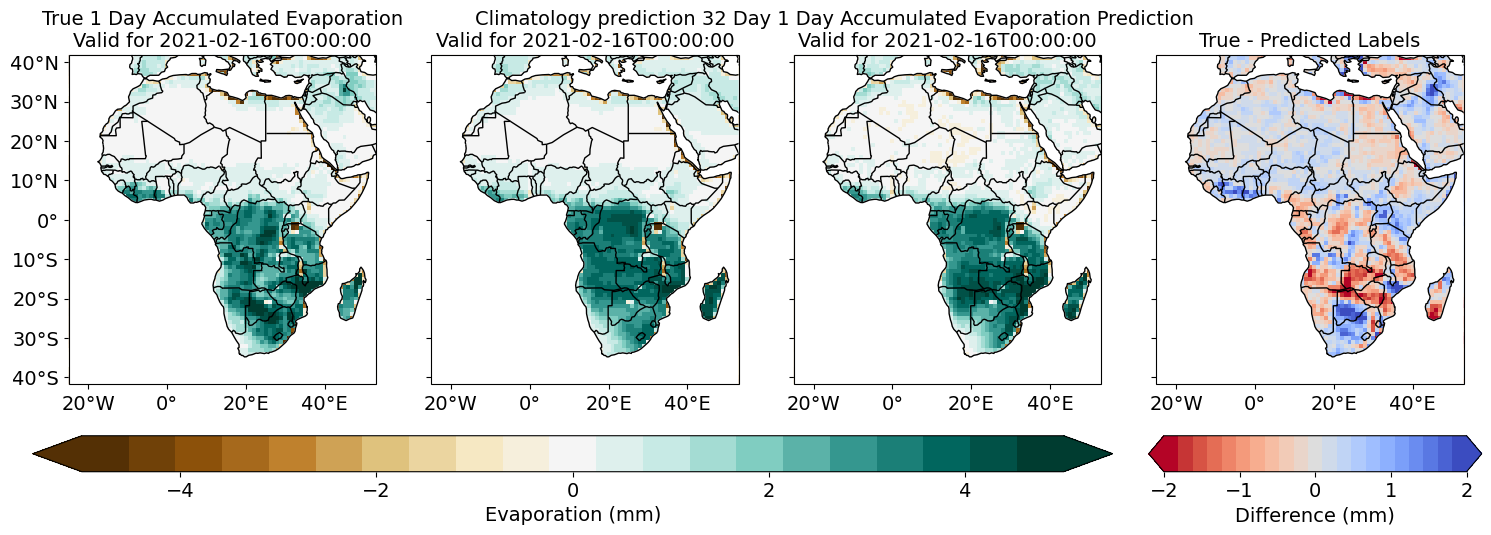 True 1 Day Accumulated Evaporation
Valid for 2021-02-16T00:00:00
Climatology prediction 32 Day 1 Day Accumulated Evaporation Prediction
Valid for 2021-02-16T00:00:00
Valid for 2021-02-16T00:00:00
True - Predicted Labels
40°N
30°N
20°N
10°N
0°
10°S
20°S
30°S
40°S
20°W 0° 20°E 40°E
20°W 0° 20°E 40°E
20°W 0° 20°E 40°E
20°W 0° 20°E 40°E
−4 −2 0 2 4
Evaporation (mm)
−2 −1 0 1 2
Difference (mm)